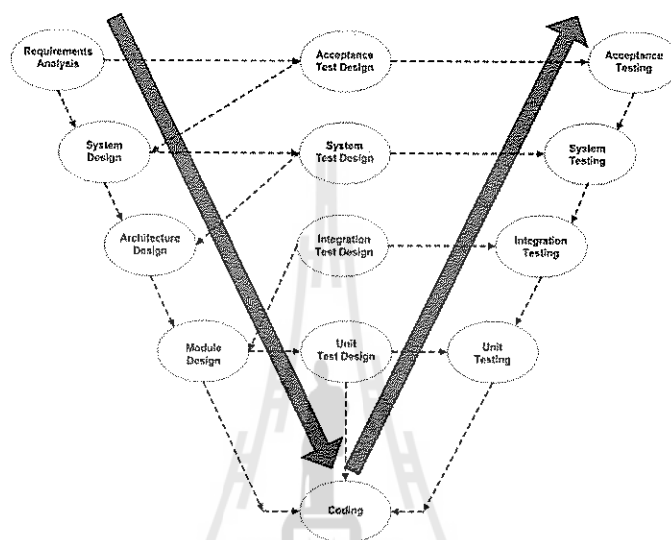 Requirements
Analysis
Acceptance
Test Design
Acceptance
Testing
System
Design
System
Test Design
System
Testing
Architecture
Design
Integration
Test Design
Integration
Testing
Module
Design
Unit
Test Design
Unit
Testing
Coding